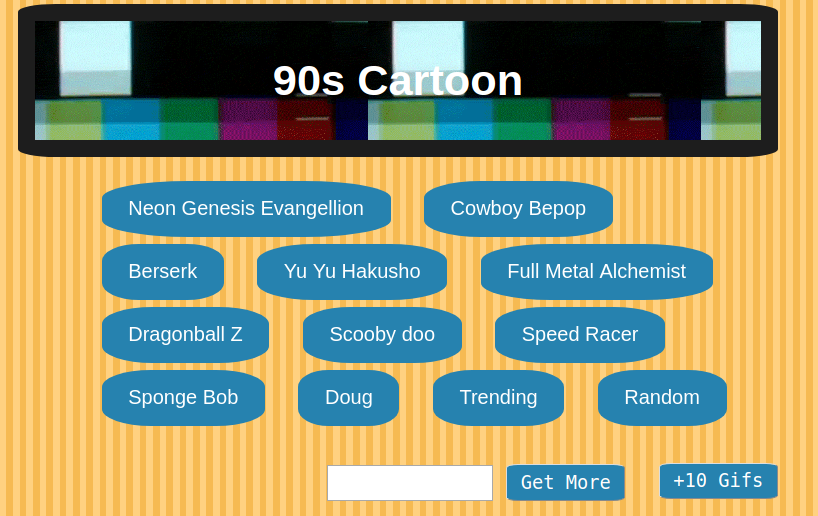 90s Cartoon
Neon Genesis Evangellion Cowboy Bepop
Berserk Yu Yu Hakusho Full Metal Alchemist
Dragonball Z Scooby doo Speed Racer
Sponge Bob Doug Trending Random
Get More +10 Gifs